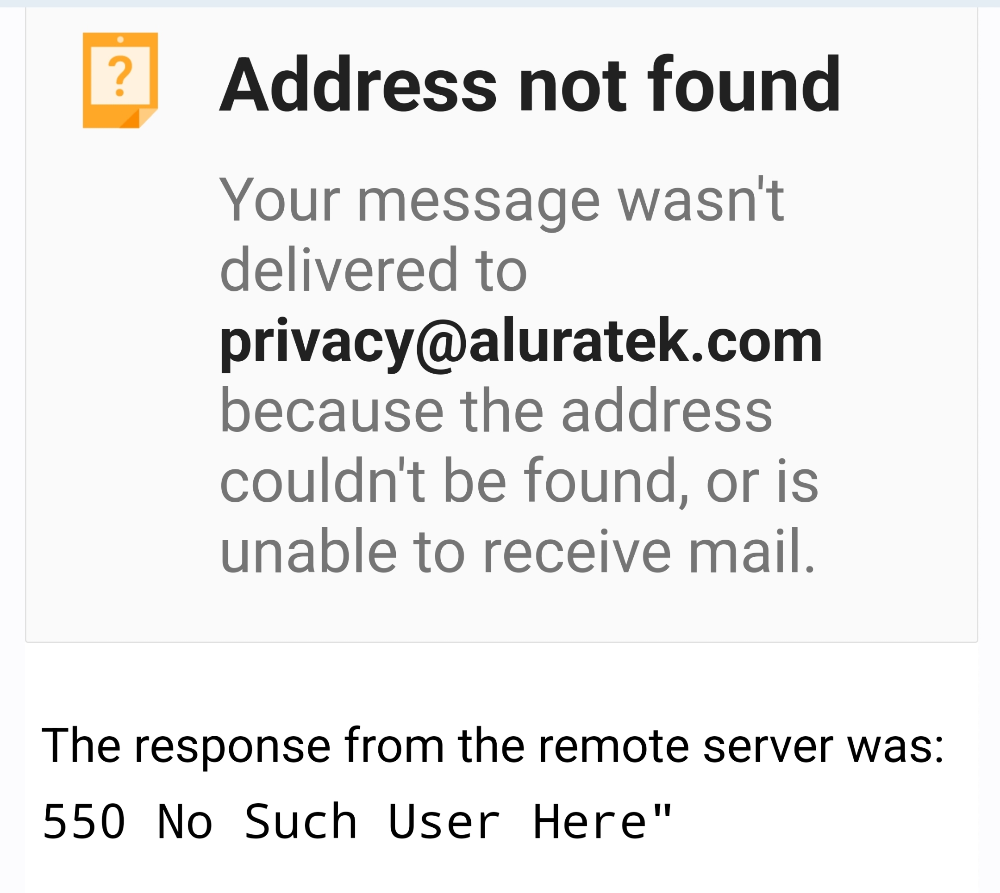 ?
Address not found
Your message wasn't
delivered to
privacy@aluratek.com
because the address
couldn't be found, or is
unable to receive mail.
The response from the remote server was:
550 No Such User Here"